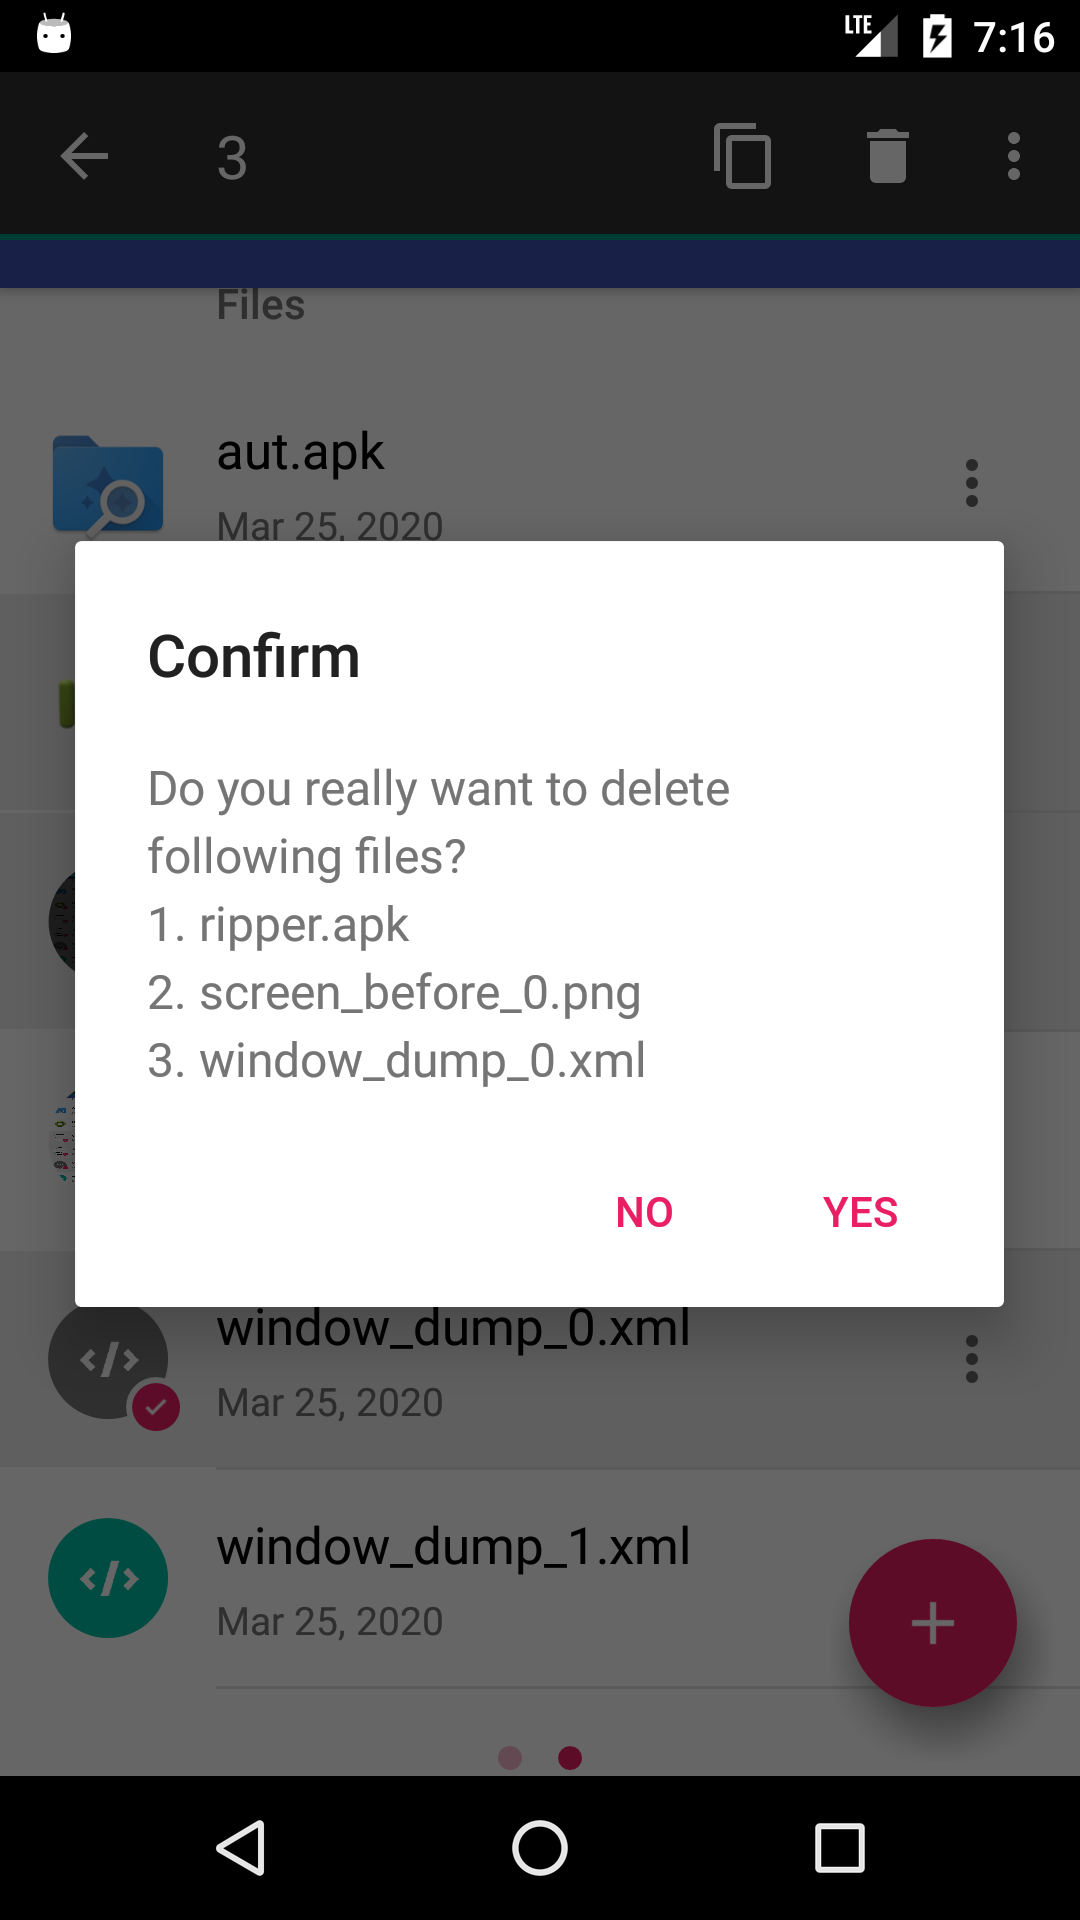 LTE 7:16
3
Files
aut.apk
Mar 25, 2020
Confirm
Do you really want to delete
following files?
1. ripper.apk
2. screen_before_0.png
3. window_dump_0.xml
NO YES
window_dump_0.xml
Mar 25, 2020
window_dump_1.xml
Mar 25, 2020